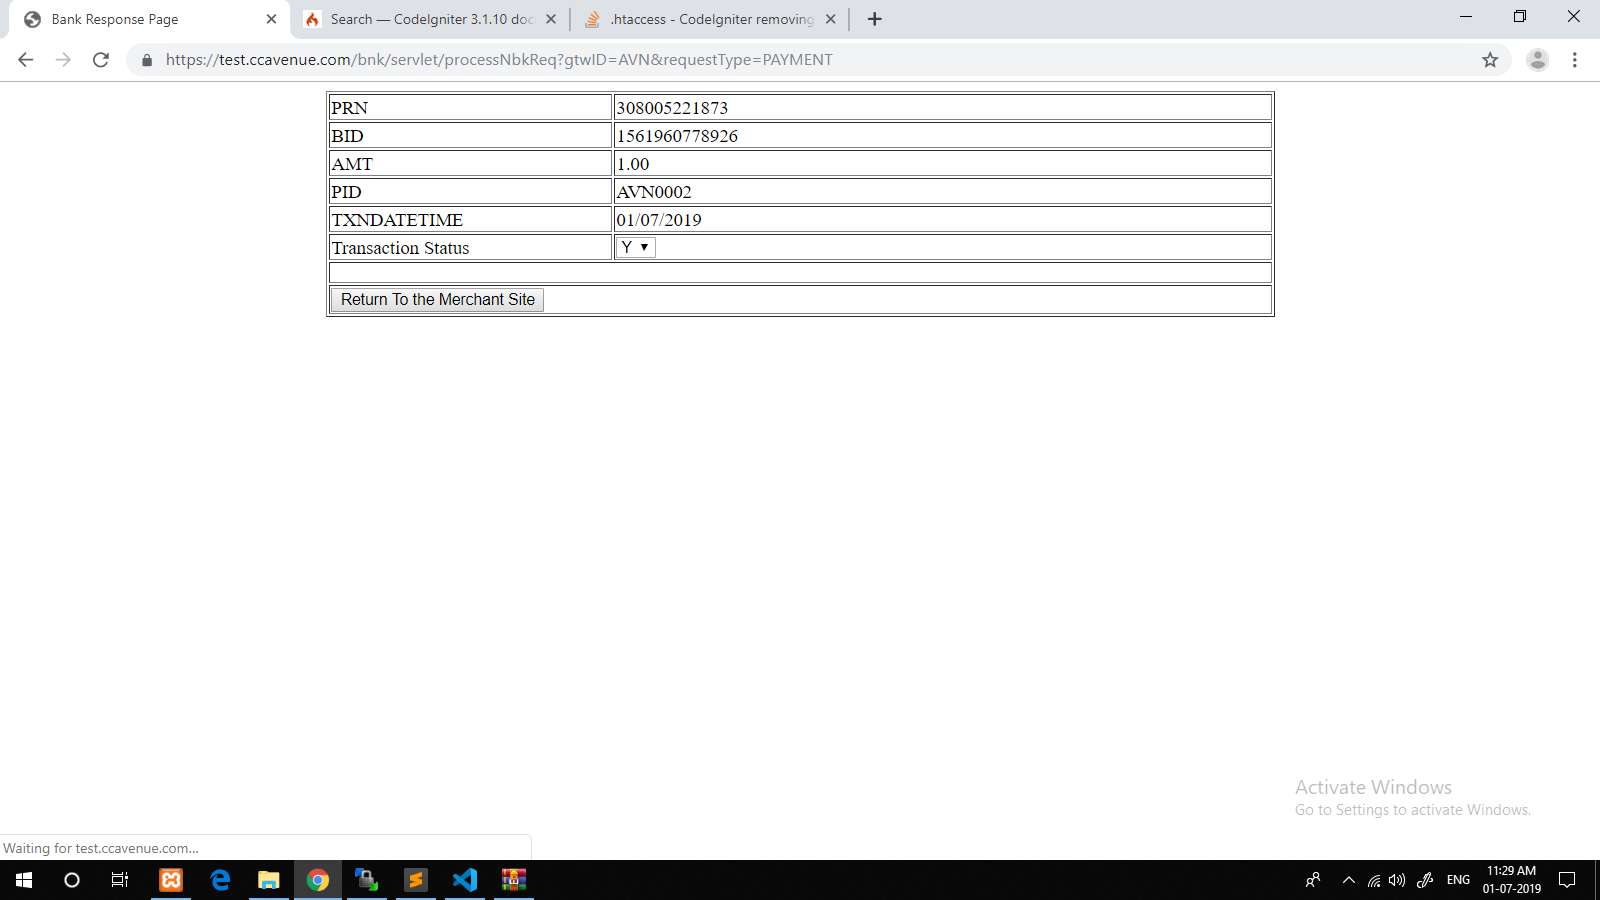 Bank Response Page
Search — CodeIgniter 3.1.10 doc
.htaccess - CodeIgniter removing
https://test.ccavenue.com/bnk/servlet/processNbkReq?gtwID=AVN&requestType=PAYMENT
PRN 308005221873
BID 1561960778926
AMT 1.00
PID AVN0002
TXNDATETIME 01/07/2019
Transaction Status Y
Return To the Merchant Site
Activate Windows
Go to Settings to activate Windows.
Waiting for test.ccavenue.com...
ENG
11:29 AM
01-07-2019